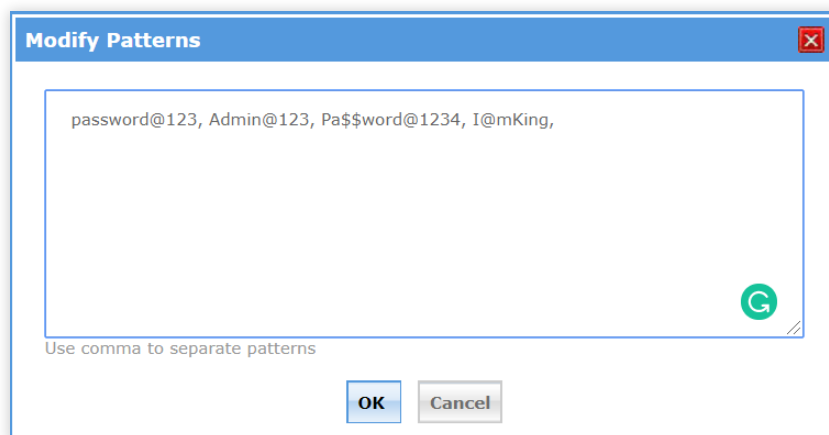 Modify Patterns
password@123, Admin@123, Pa$$word@1234, I@mKing,
Use comma to separate patterns
OK Cancel